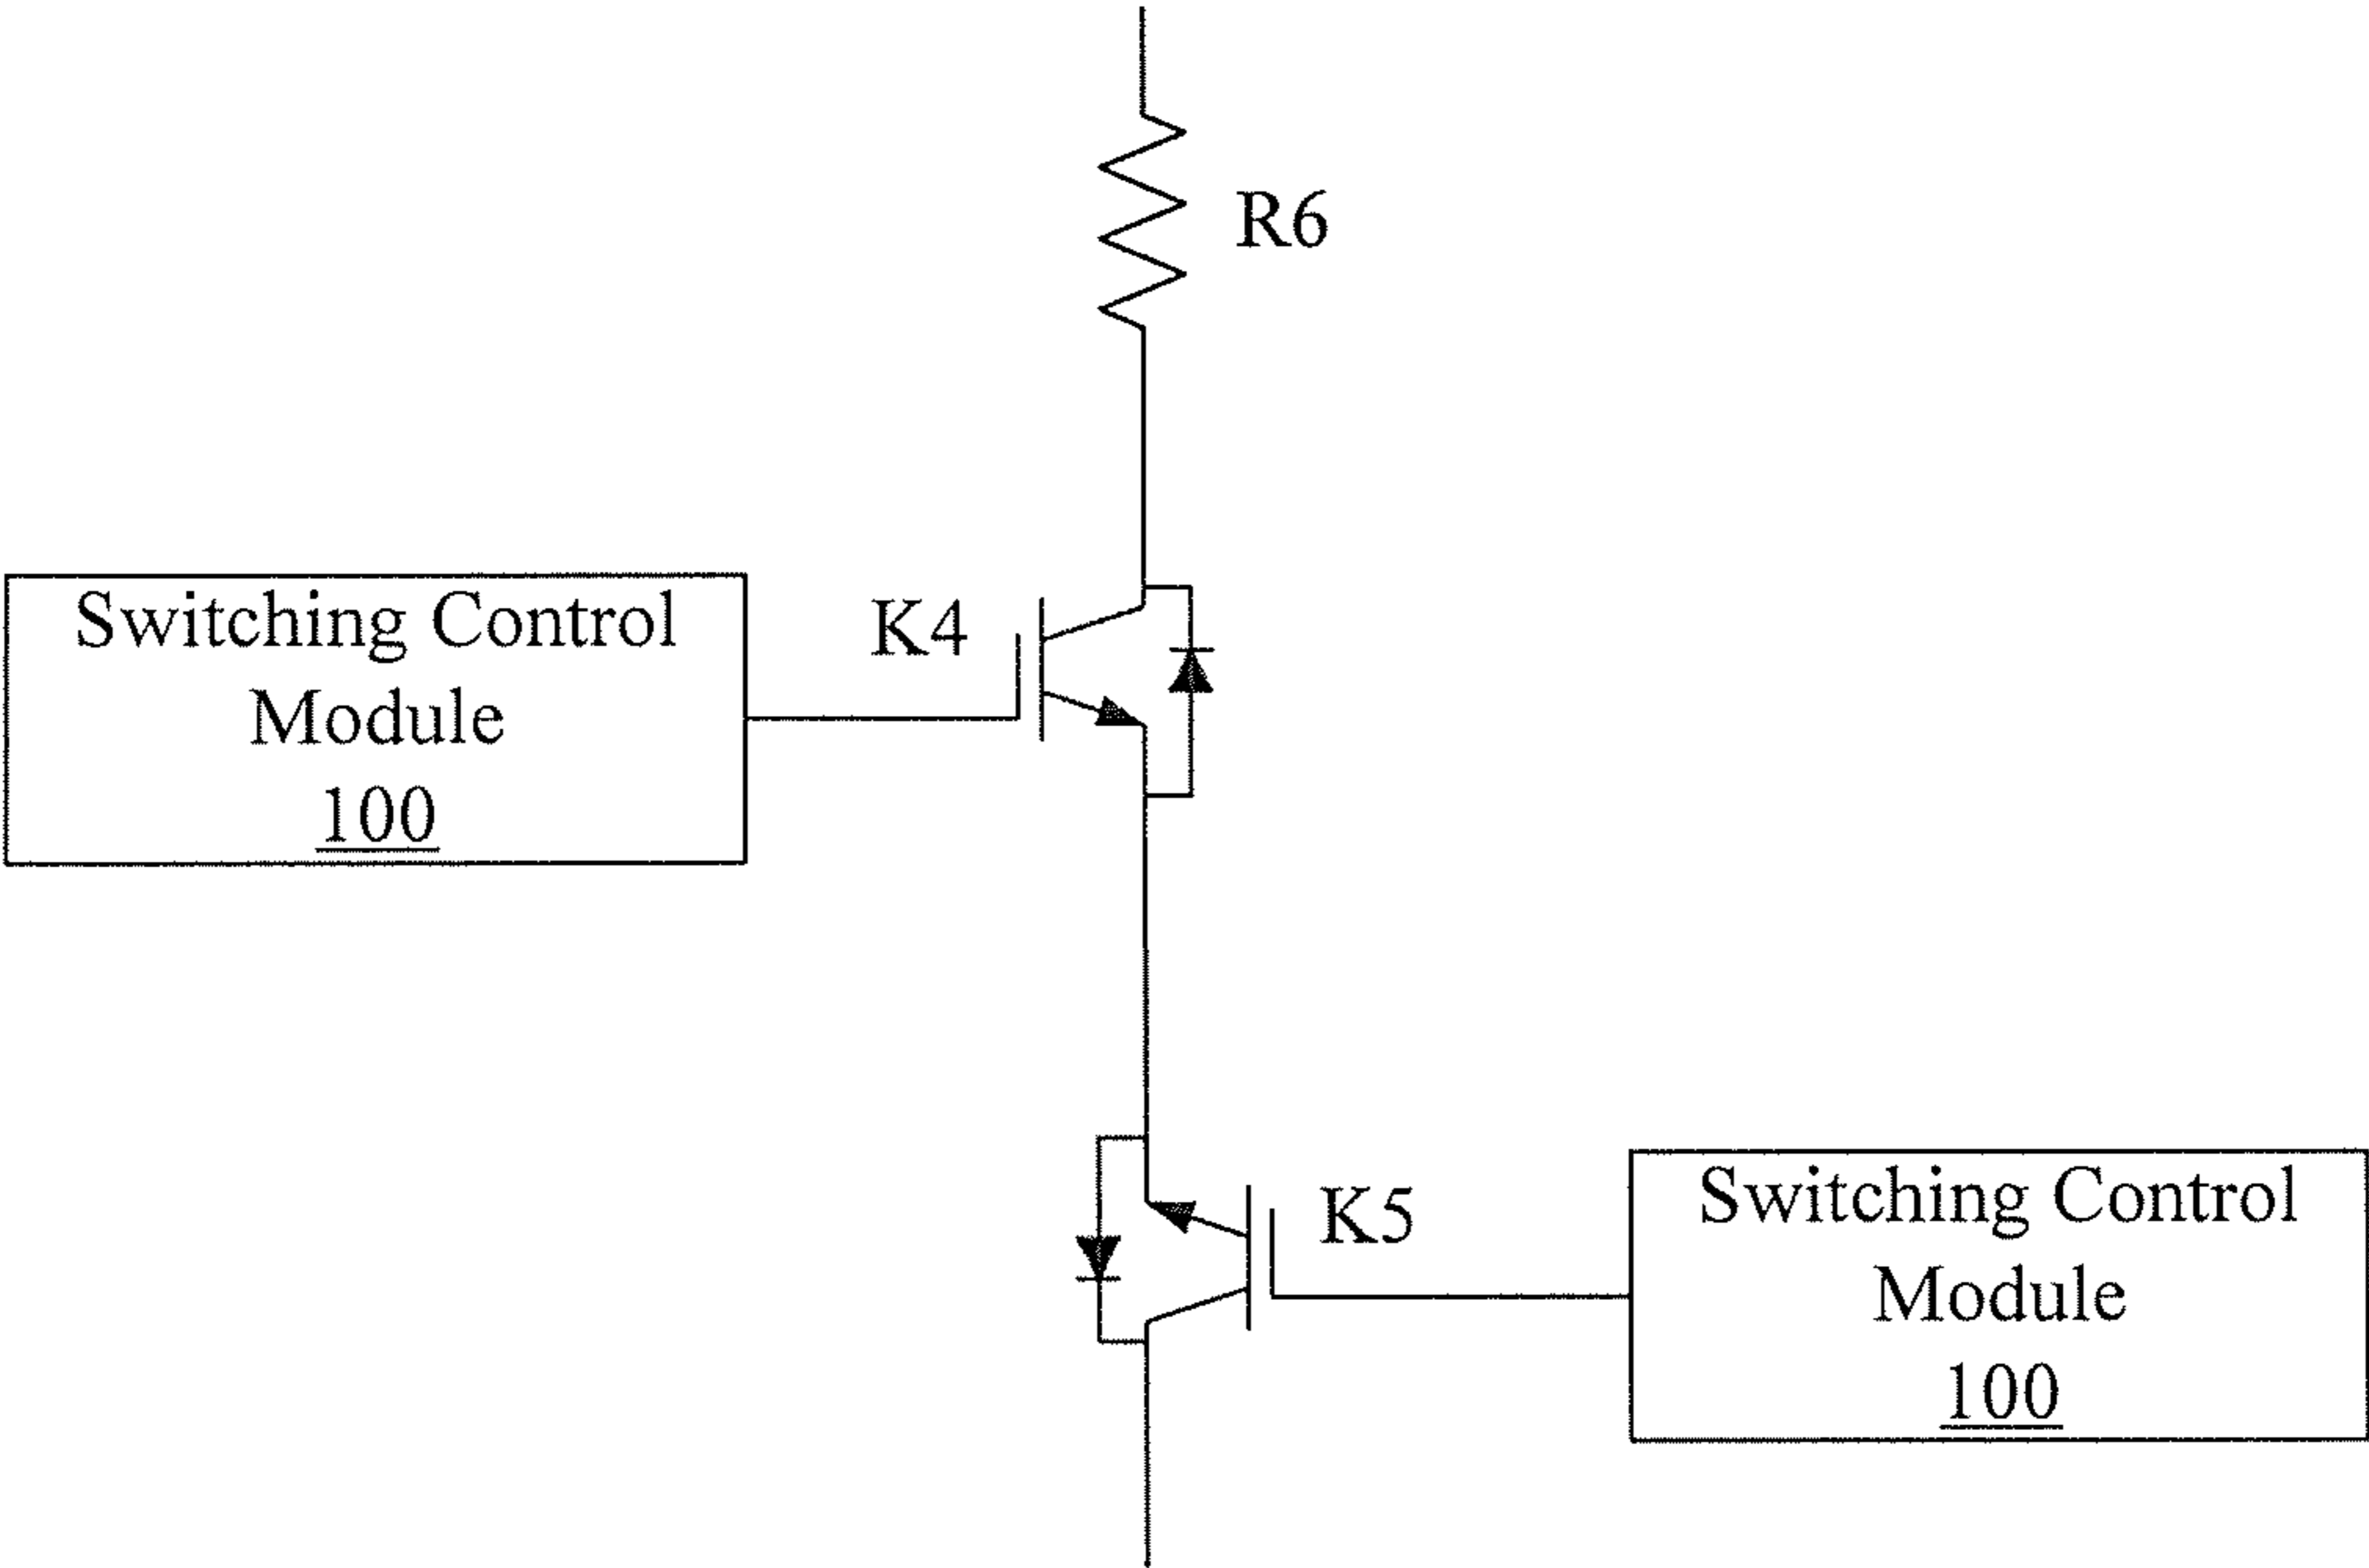 R6
Switching Control
Module
100
K4
K5
Switching Control
Module
100